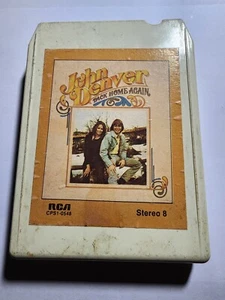 John
Denver
BACK HOME AGAIN
RCA
CPS1-0548
Stereo 8